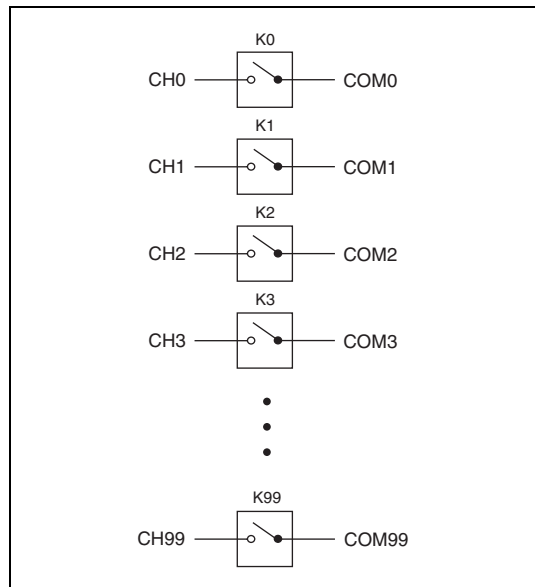 K0
CH0 COM0
K1
CH1 COM1
K2
CH2 COM2
K3
CH3 COM3
K99
CH99 COM99